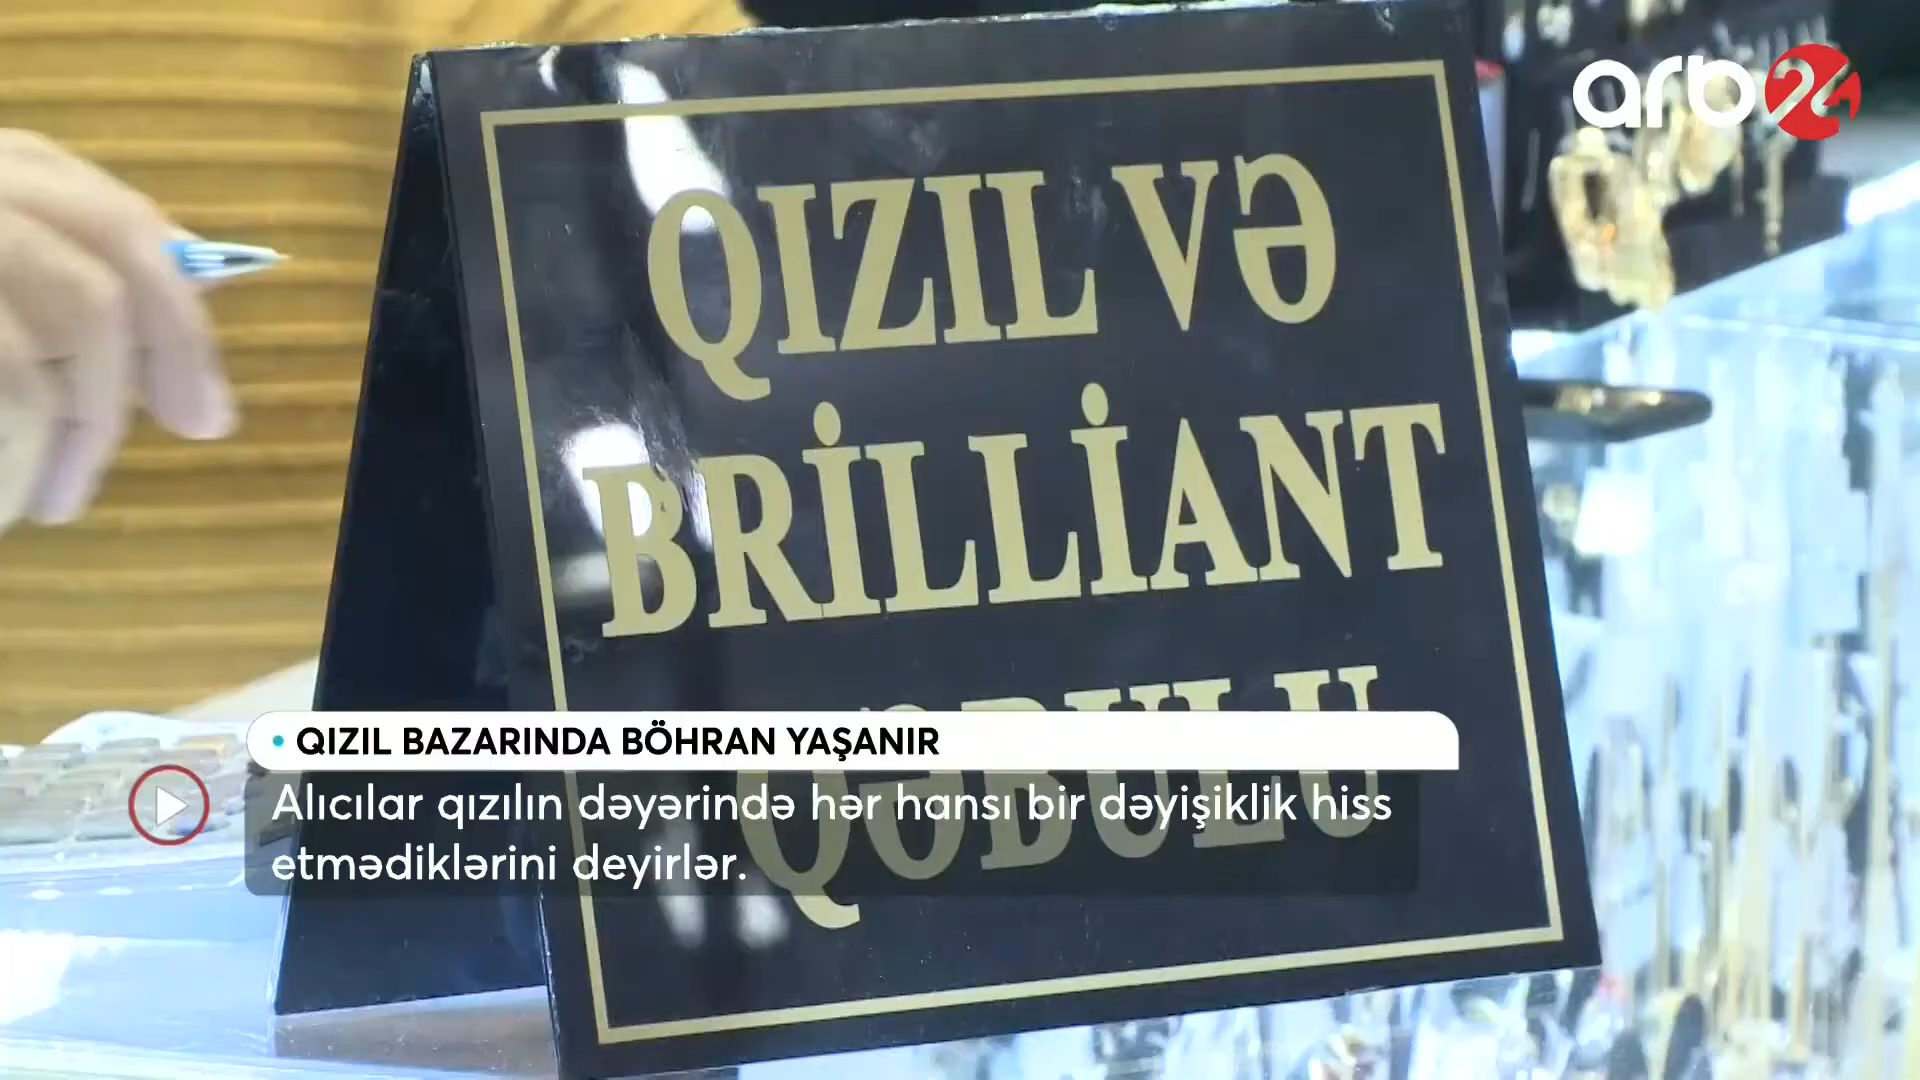 arb24
QIZIL VƏ
BRİLLİANT
QƏBULU
• QIZIL BAZARINDA BÖHRAN YAŞANIR
Alıcılar qızılın dəyərində hər hansı bir dəyişiklik hiss
etmədiklərini deyirlər.